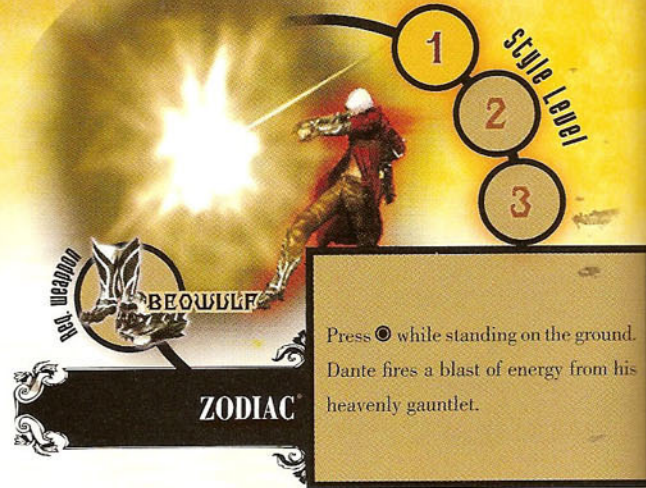 1
2
3
Style Level
Req. Weapon
BEOWULF
ZODIAC
Press ◉ while standing on the ground.
Dante fires a blast of energy from his
heavenly gauntlet.